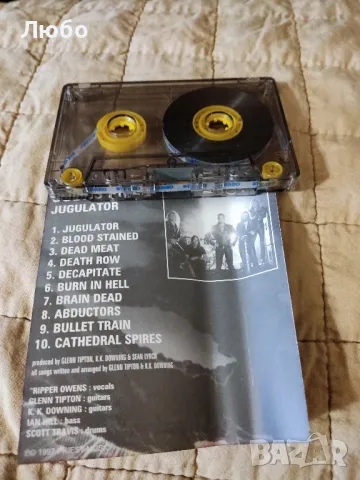 Любо
JUGULATOR
1. JUGULATOR
2. BLOOD STAINED
3. DEAD MEAT
4. DEATH ROW
5. DECAPITATE
6. BURN IN HELL
7. BRAIN DEAD
8. ABDUCTORS
9. BULLET TRAIN
10. CATHEDRAL SPIRES
produced by GLENN TIPTON, K.K. DOWNING & SEAN LYNCH
all songs written and arranged by GLENN TIPTON & K.K. DOWNING
"RIPPER OWENS : vocals
GLENN TIPTON : guitars
K. K. DOWNING : guitars
IAN HILL : bass
SCOTT TRAVIS : drums
bazar